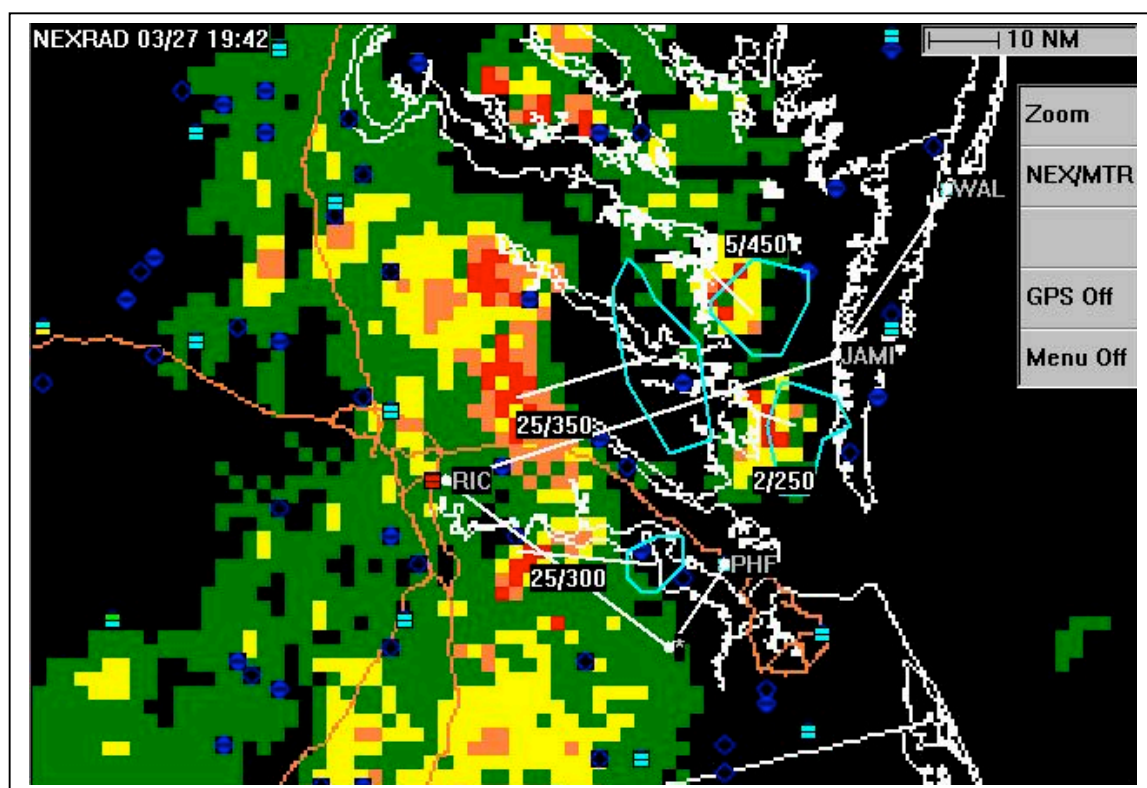 NEXRAD 03/27 19:42
10 NM
Zoom
NEX/MTR
WAL
5/450
GPS Off
JAMI
Menu Off
25/350
RIC
2/250
25/300
PHF
*